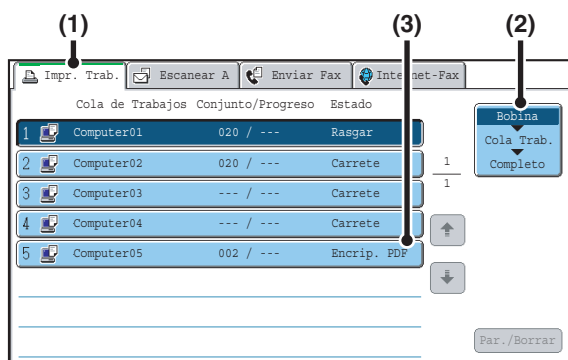 (1) (3) (2)
Impr. Trab. Escanear A Enviar Fax Internet-Fax
Cola de Trabajos Conjunto/Progreso Estado
1 Computer01 020 / --- Rasgar
2 Computer02 020 / --- Carrete
3 Computer03 --- / --- Carrete
4 Computer04 --- / --- Carrete
5 Computer05 002 / --- Encrip. PDF
1
1
Bobina
Cola Trab.
Completo
Par./Borrar